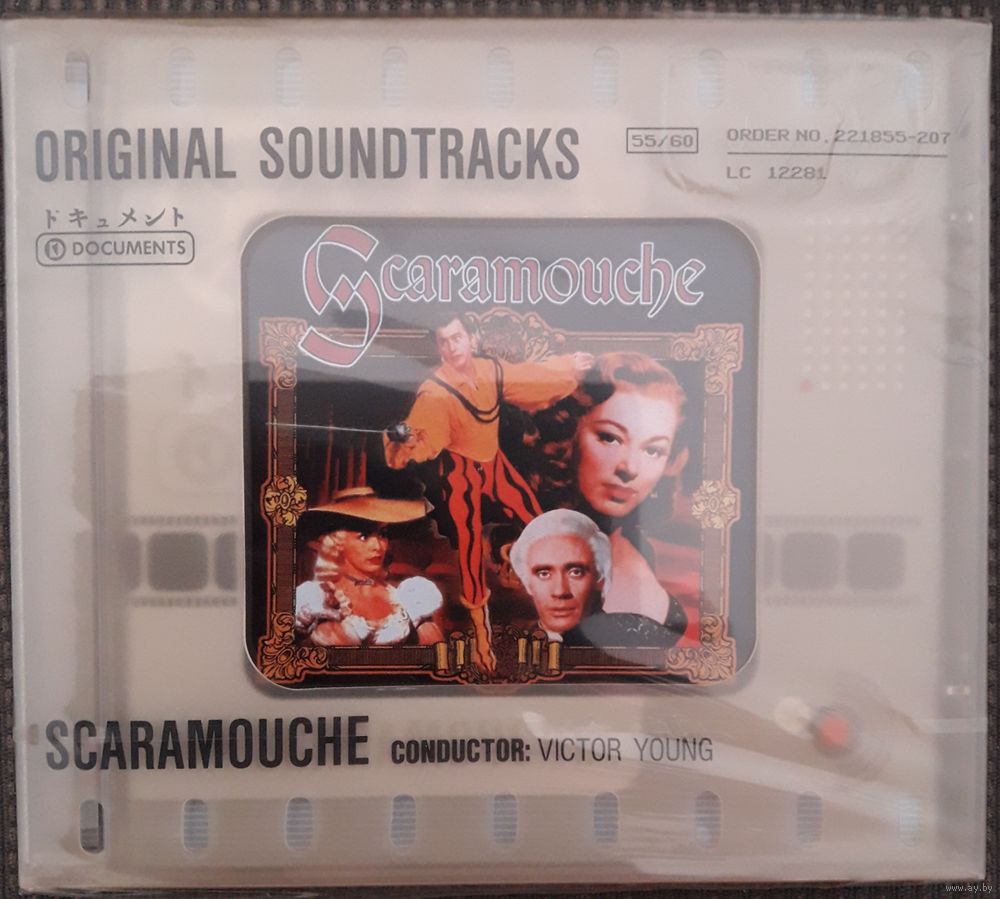 ORIGINAL SOUNDTRACKS
55/60
ORDER NO. 221855-207
LC 12281
ドキュメント
DOCUMENTS
Scaramouche
SCARAMOUCHE CONDUCTOR: VICTOR YOUNG
www.ay.by